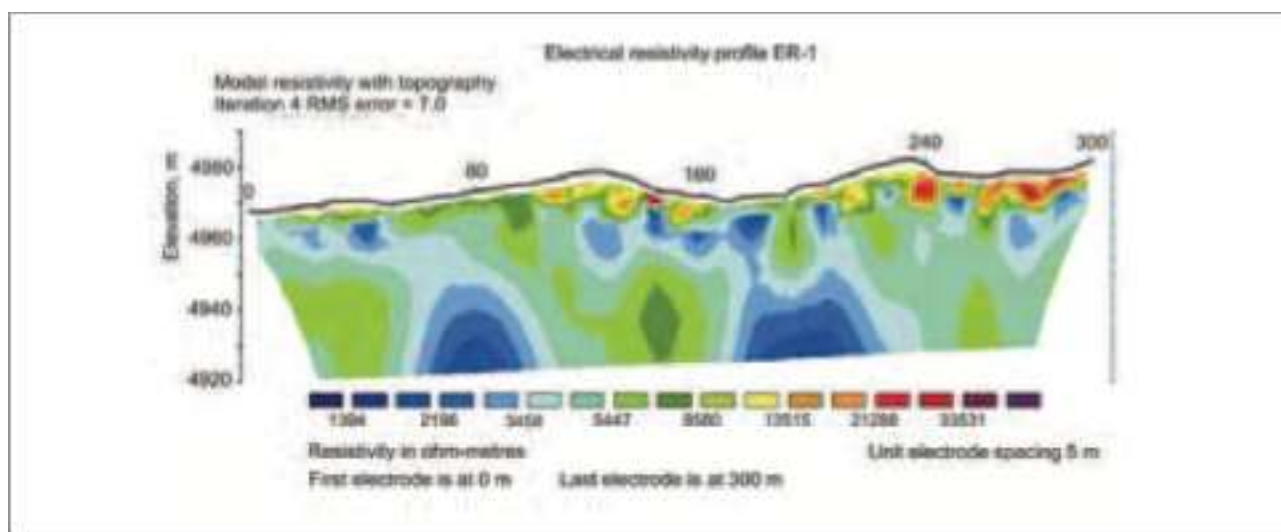 Electrical resistivity profile ER-1
Model resistivity with topography
Iteration 4 RMS error = 7.0
Elevation, m
4980
4960
4940
4920
0
80
160
240
300
1394 2196 3458 5447 8580 13515 21288 33531
Resistivity in ohm-metres
Unit electrode spacing 5 m
First electrode is at 0 m Last electrode is at 300 m